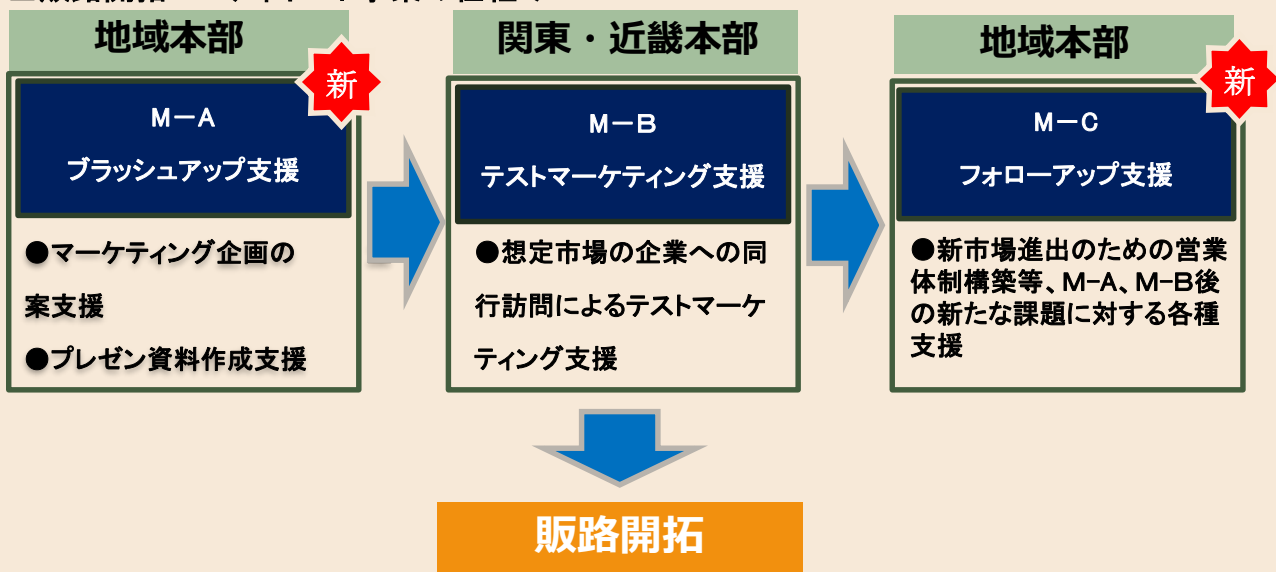 地域本部
新
M－A
ブラッシュアップ支援
●マーケティング企画の
案支援
●プレゼン資料作成支援
関東・近畿本部
M－B
テストマーケティング支援
●想定市場の企業への同
行訪問によるテストマーケ
ティング支援
地域本部
新
M－C
フォローアップ支援
●新市場進出のための営業
体制構築等、M-A、M-B後
の新たな課題に対する各種
支援
販路開拓